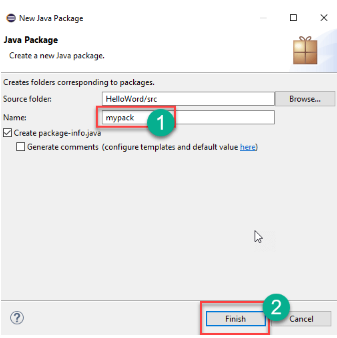 New Java Package
Java Package
Create a new Java package.
Creates folders corresponding to packages.
Source folder: HelloWord/src Browse...
Name: mypack
1
Create package-info.java
Generate comments (configure templates and default value here)
2
? Finish Cancel